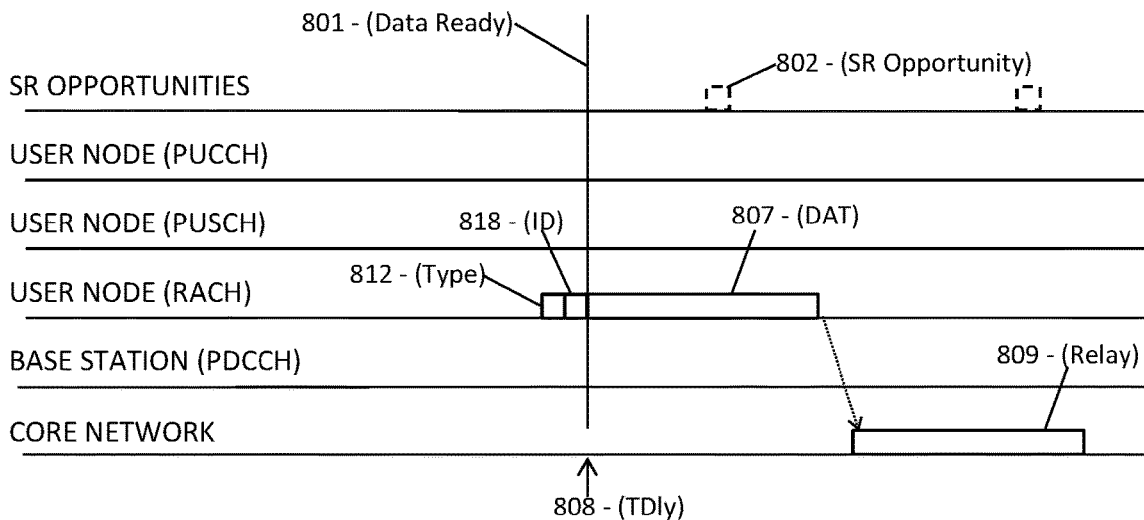 801 - (Data Ready)
802 - (SR Opportunity)
SR OPPORTUNITIES
USER NODE (PUCCH)
USER NODE (PUSCH)
818 - (ID)
807 - (DAT)
812 - (Type)
USER NODE (RACH)
BASE STATION (PDCCH)
809 - (Relay)
CORE NETWORK
808 - (TDly)